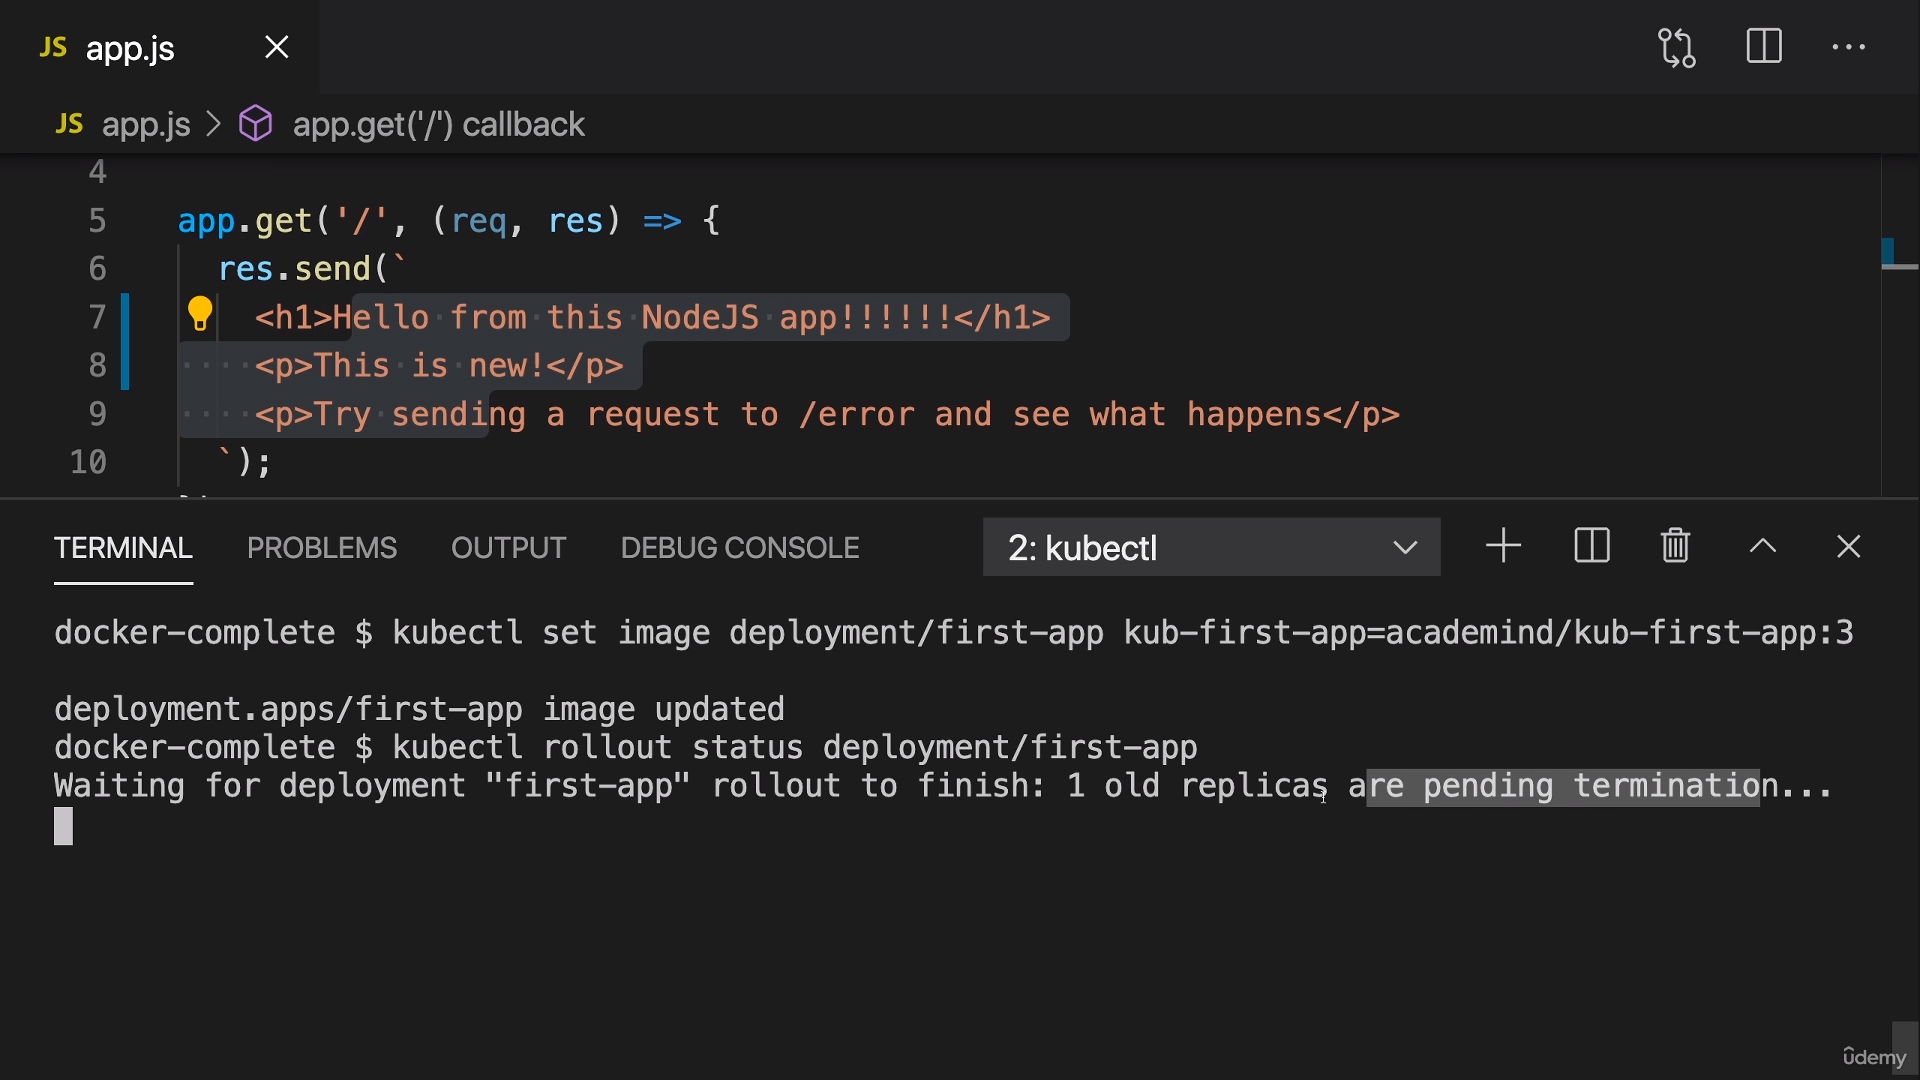 JS app.js
JS app.js > app.get('/') callback
4
5 app.get('/', (req, res) => {
6 res.send(`
7 <h1>Hello from this NodeJS app!!!!!!</h1>
8 <p>This is new!</p>
9 <p>Try sending a request to /error and see what happens</p>
10 `);
TERMINAL PROBLEMS OUTPUT DEBUG CONSOLE 2: kubectl
docker-complete $ kubectl set image deployment/first-app kub-first-app=academind/kub-first-app:3
deployment.apps/first-app image updated
docker-complete $ kubectl rollout status deployment/first-app
Waiting for deployment "first-app" rollout to finish: 1 old replicas are pending termination...
ûdemy